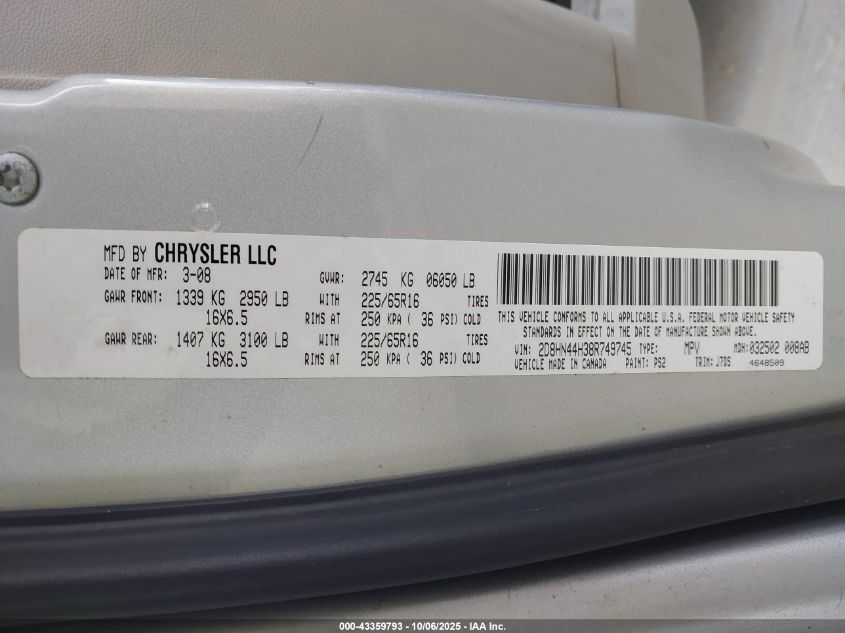 MFD BY CHRYSLER LLC
DATE OF MFR: 3-08 GVWR: 2745 KG 06050 LB
GAWR FRONT: 1339 KG 2950 LB WITH 225/65R16 TIRES
16X6.5 RIMS AT 250 KPA ( 36 PSI) COLD
GAWR REAR: 1407 KG 3100 LB WITH 225/65R16 TIRES
16X6.5 RIMS AT 250 KPA ( 36 PSI) COLD
THIS VEHICLE CONFORMS TO ALL APPLICABLE U.S.A. FEDERAL MOTOR VEHICLE SAFETY
STANDARDS IN EFFECT ON THE DATE OF MANUFACTURE SHOWN ABOVE.
VIN: 2D8HN44H38R749745 TYPE: MPV MDH: 032502 008AB
VEHICLE MADE IN CANADA PAINT: PS2 TRIM: J7DS 4648509
000-43359793 - 10/06/2025 - IAA Inc.